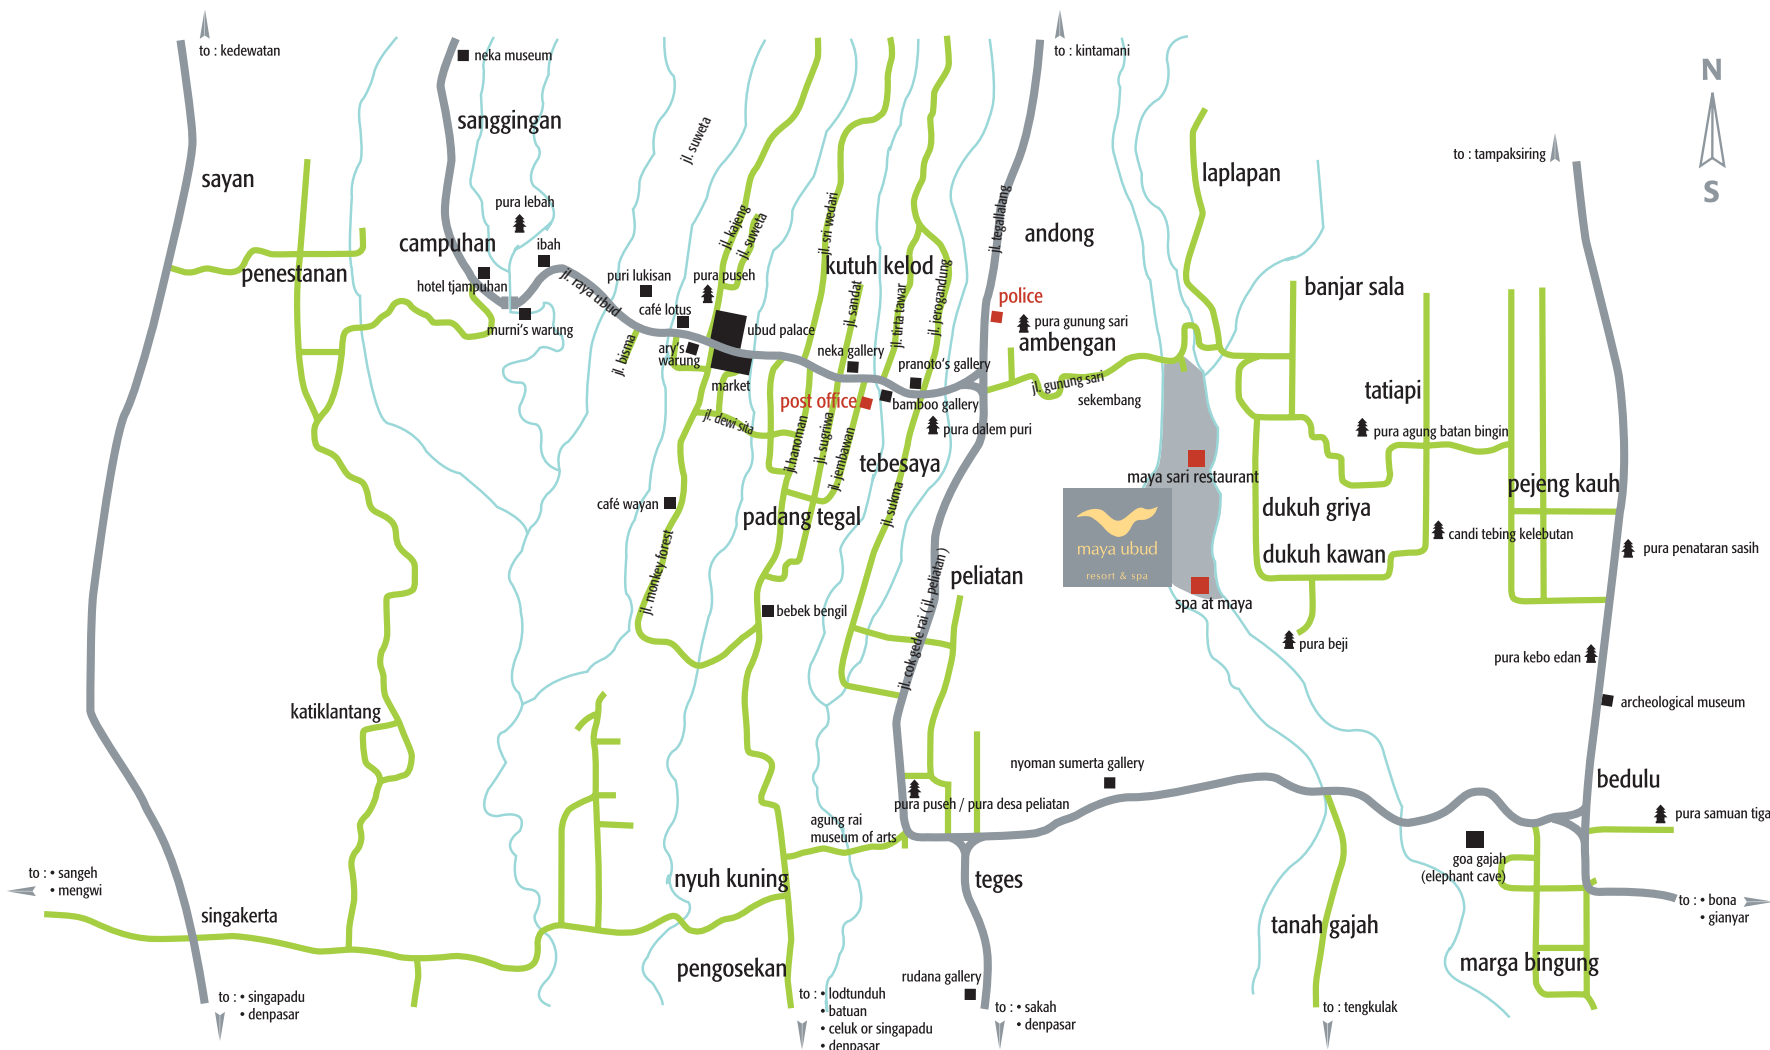 to : kedewatan
to : kintamani
neka museum
N
S
sanggingan
jl. suweta
to : tampaksiring
laplapan
sayan
pura lebah
jl. kajeng
jl. suweta
jl. sri wedari
jl. tegallalang
andong
campuhan
ibah
penestanan
hotel tjampuhan
jl. raya ubud
puri lukisan
pura puseh
kutuh kelod
jl. sandat
jl. tirta tawar
jl. jerogandung
banjar sala
police
café lotus
murni's warung
ubud palace
pura gunung sari
ambengan
jl. bisma
ary's
warung
neka gallery
pranoto's gallery
market
jl. gunung sari
sekembang
tatiapi
post office
bamboo gallery
jl. dewi sita
pura dalem puri
pura agung batan bingin
jl.hanoman
jl. sugriwa
jl. jembawan
tebesaya
maya sari restaurant
pejeng kauh
café wayan
padang tegal
jl. sukma
dukuh griya
maya ubud
resort & spa
dukuh kawan
candi tebing kelebutan
pura penataran sasih
jl. monkey forest
jl. cok gede rai ( jl. peliatan )
peliatan
spa at maya
bebek bengil
pura beji
pura kebo edan
katiklantang
archeological museum
nyoman sumerta gallery
bedulu
pura puseh / pura desa peliatan
pura samuan tiga
agung rai
museum of arts
goa gajah
(elephant cave)
to : • sangeh
• mengwi
nyuh kuning
teges
to : • bona
• gianyar
singakerta
tanah gajah
pengosekan
marga bingung
rudana gallery
to : • singapadu
• denpasar
to : • lodtunduh
• batuan
• celuk or singapadu
• denpasar
to : • sakah
• denpasar
to : tengkulak